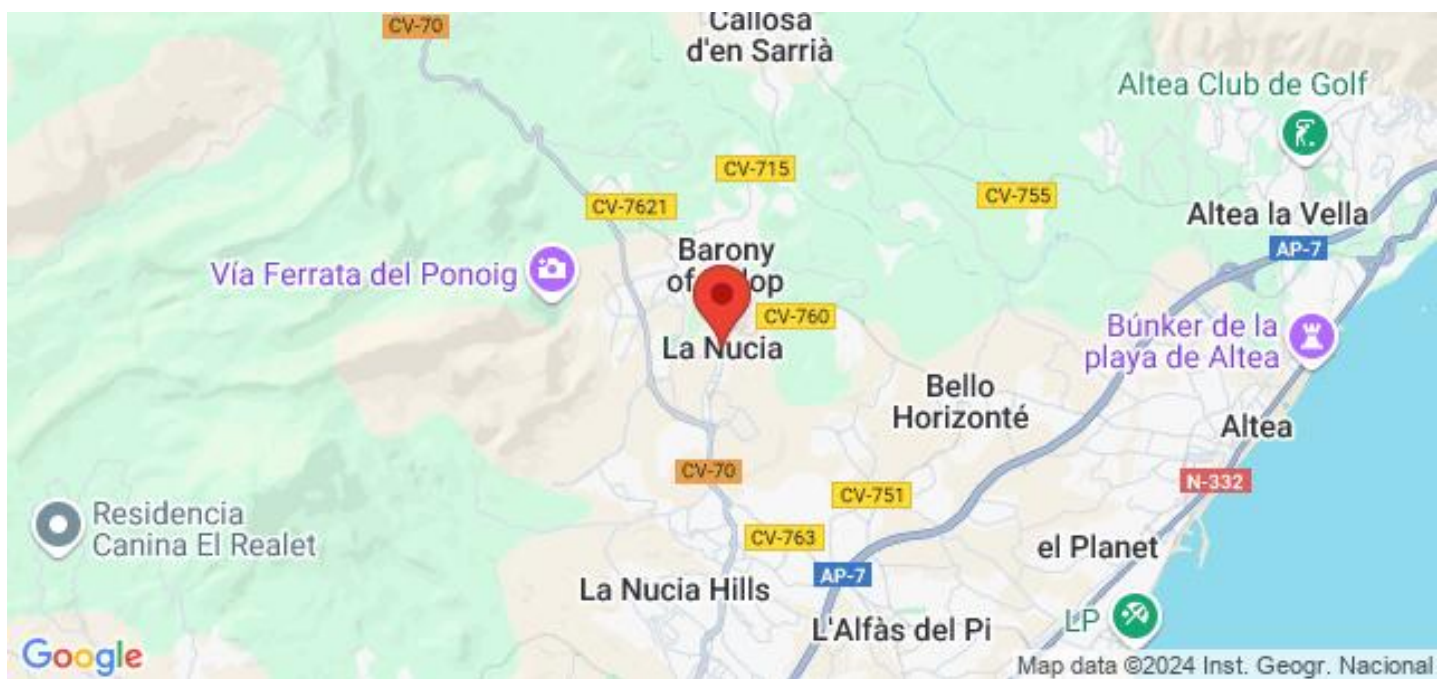 CV-70
Callosa
d'en Sarrià
Altea Club de Golf
CV-715
CV-755
CV-7621
Altea la Vella
AP-7
Barony
Vía Ferrata del Ponoig
CV-760
La Nucia
Búnker de la
playa de Altea
Bello
Horizonté
Altea
CV-70
N-332
CV-751
Residencia
Canina El Realet
CV-763
el Planet
AP-7
La Nucia Hills
L'Alfàs del Pi
LP
Google
Map data ©2024 Inst. Geogr. Nacional